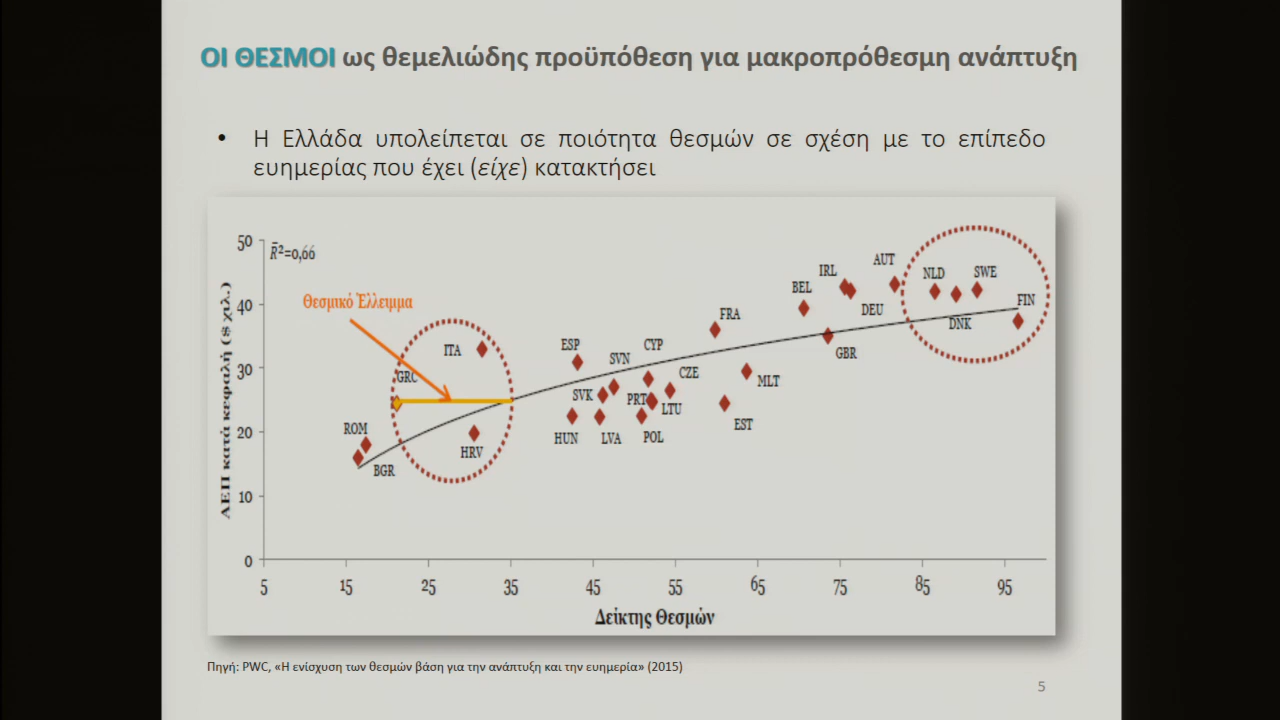 ΟΙ ΘΕΣΜΟΙ ως θεμελιώδης προϋπόθεση για μακροπρόθεσμη ανάπτυξη
• Η Ελλάδα υπολείπεται σε ποιότητα θεσμών σε σχέση με το επίπεδο
ευημερίας που έχει (είχε) κατακτήσει
R̄²=0,66
Θεσμικό Έλλειμμα
ΑΕΠ κατά κεφαλή ($ χιλ.)
50
40
30
20
10
0
ROM
BGR
GRC
ITA
HRV
ESP
HUN
SVK
LVA
SVN
CYP
PRT
POL
LTU
CZE
FRA
EST
MLT
BEL
IRL
GBR
DEU
AUT
NLD
DNK
SWE
FIN
5 15 25 35 45 55 65 75 85 95
Δείκτης Θεσμών
Πηγή: PWC, «Η ενίσχυση των θεσμών βάση για την ανάπτυξη και την ευημερία» (2015)
5